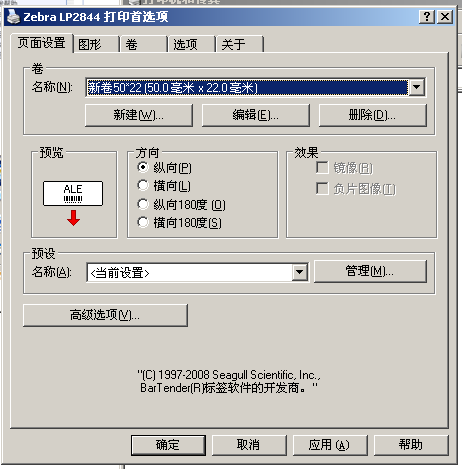 Zebra LP2844 打印首选项
页面设置 图形 卷 选项 关于
卷
名称(N): 新卷50*22 (50.0 毫米 x 22.0 毫米)
新建(W)... 编辑(E)... 删除(D)...
预览 方向 效果
ALE
纵向(P)
横向(L)
纵向180度 (O)
横向180度(S)
镜像(R)
负片图像(T)
预设
名称(A): <当前设置> 管理(M)...
高级选项(V)...
"(C) 1997-2008 Seagull Scientific, Inc.,
BarTender(R)标签软件的开发商。"
确定 取消 应用 (A) 帮助